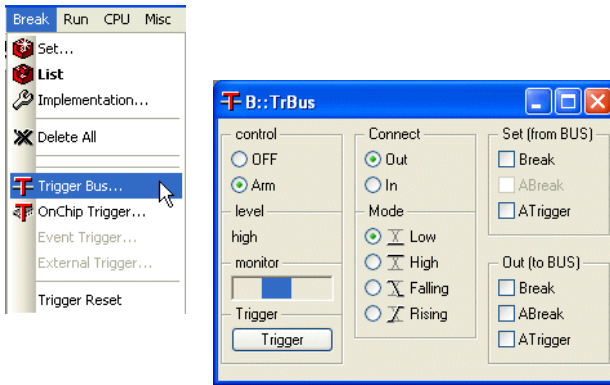 Break Run CPU Misc
Set...
List
Implementation...
Delete All
Trigger Bus...
OnChip Trigger...
Event Trigger...
External Trigger...
Trigger Reset
B::TrBus
control
OFF
Arm
level
high
monitor
Trigger
Trigger
Connect
Out
In
Mode
Low
High
Falling
Rising
Set (from BUS)
Break
ABreak
ATrigger
Out (to BUS)
Break
ABreak
ATrigger